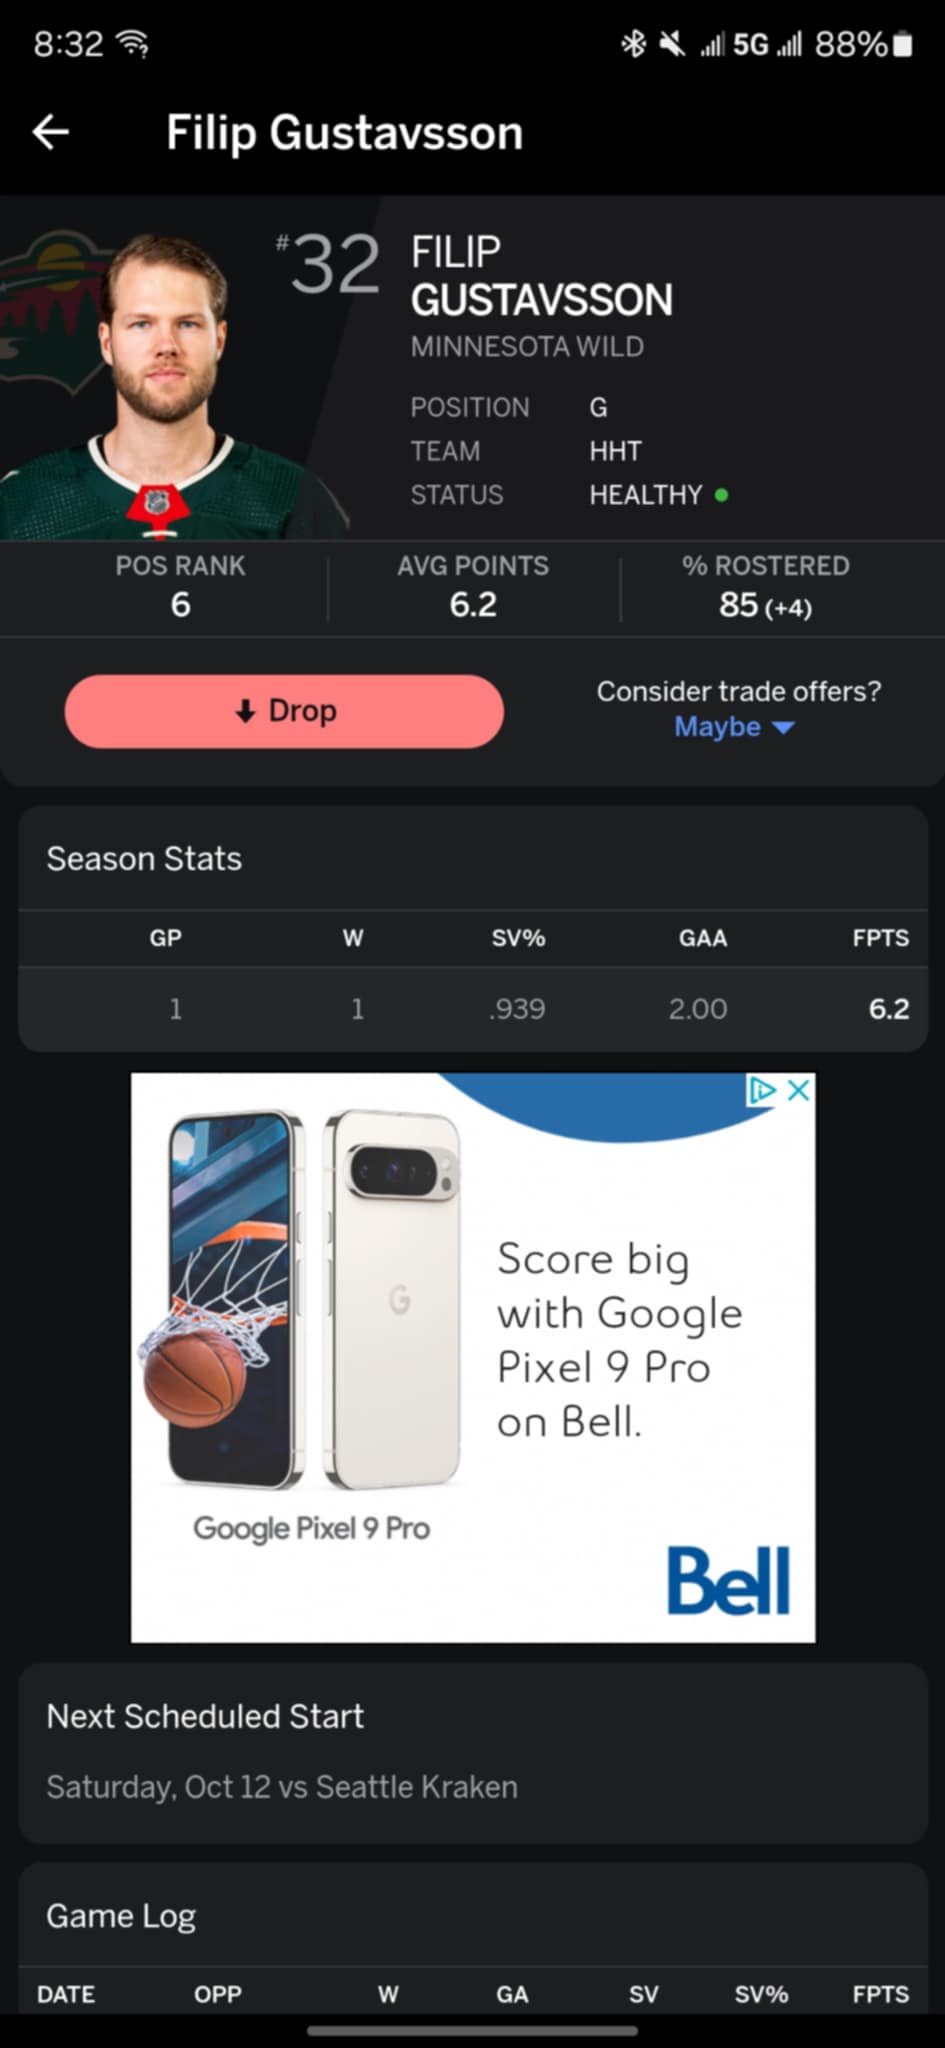 8:32
5G 88%
Filip Gustavsson
#32
FILIP
GUSTAVSSON
MINNESOTA WILD
POSITION G
TEAM HHT
STATUS HEALTHY
POS RANK AVG POINTS % ROSTERED
6 6.2 85 (+4)
Drop
Consider trade offers?
Maybe
Season Stats
GP W SV% GAA FPTS
1 1 .939 2.00 6.2
Score big
with Google
Pixel 9 Pro
on Bell.
G
Google Pixel 9 Pro
Bell
Next Scheduled Start
Saturday, Oct 12 vs Seattle Kraken
Game Log
DATE OPP W GA SV SV% FPTS